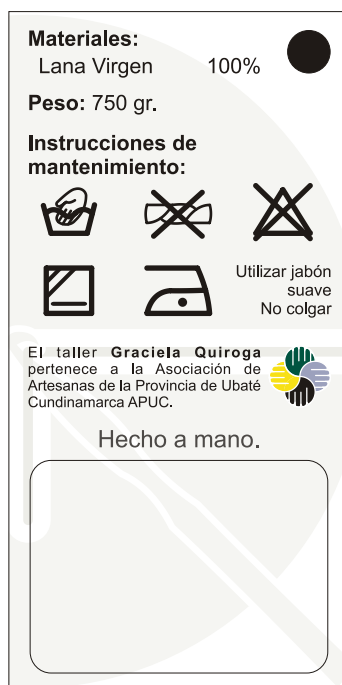 Materiales:
Lana Virgen 100%
Peso: 750 gr.
Instrucciones de
mantenimiento:
Utilizar jabón
suave
No colgar
El taller Graciela Quiroga
pertenece a la Asociación de
Artesanas de la Provincia de Ubaté
Cundinamarca APUC.
Hecho a mano.